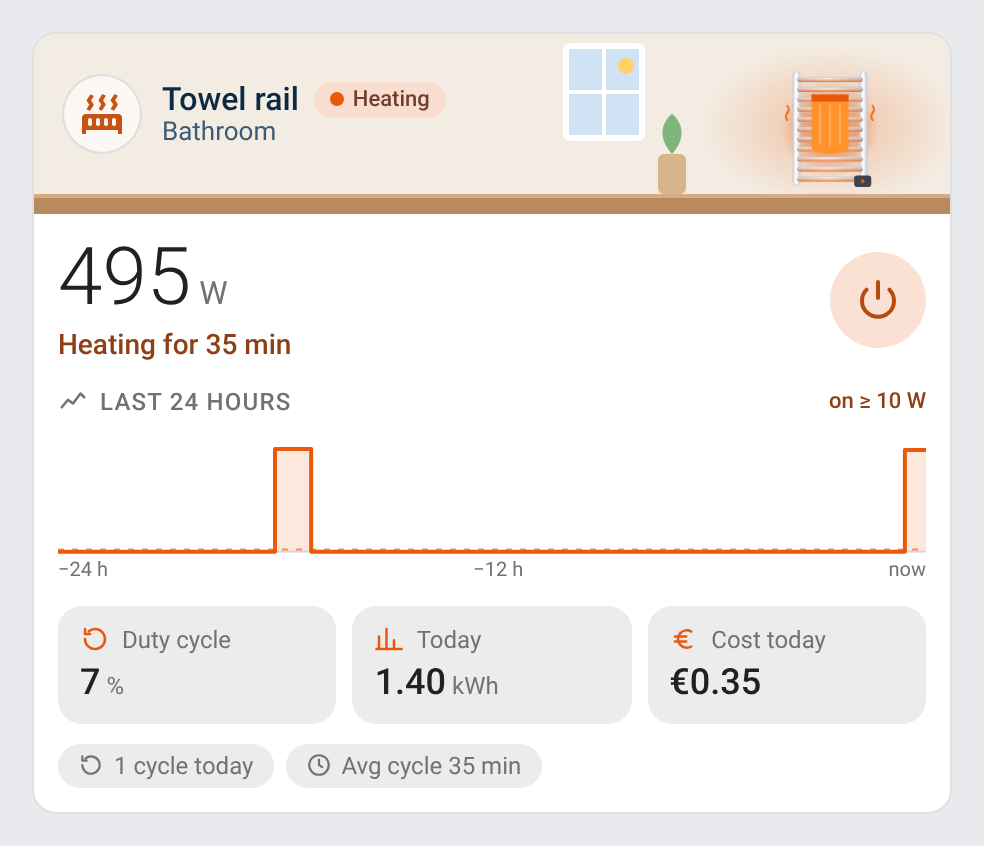 Towel rail
Heating
Bathroom
495 W
Heating for 35 min
LAST 24 HOURS
on ≥ 10 W
−24 h
−12 h
now
Duty cycle
7 %
Today
1.40 kWh
Cost today
€0.35
1 cycle today
Avg cycle 35 min